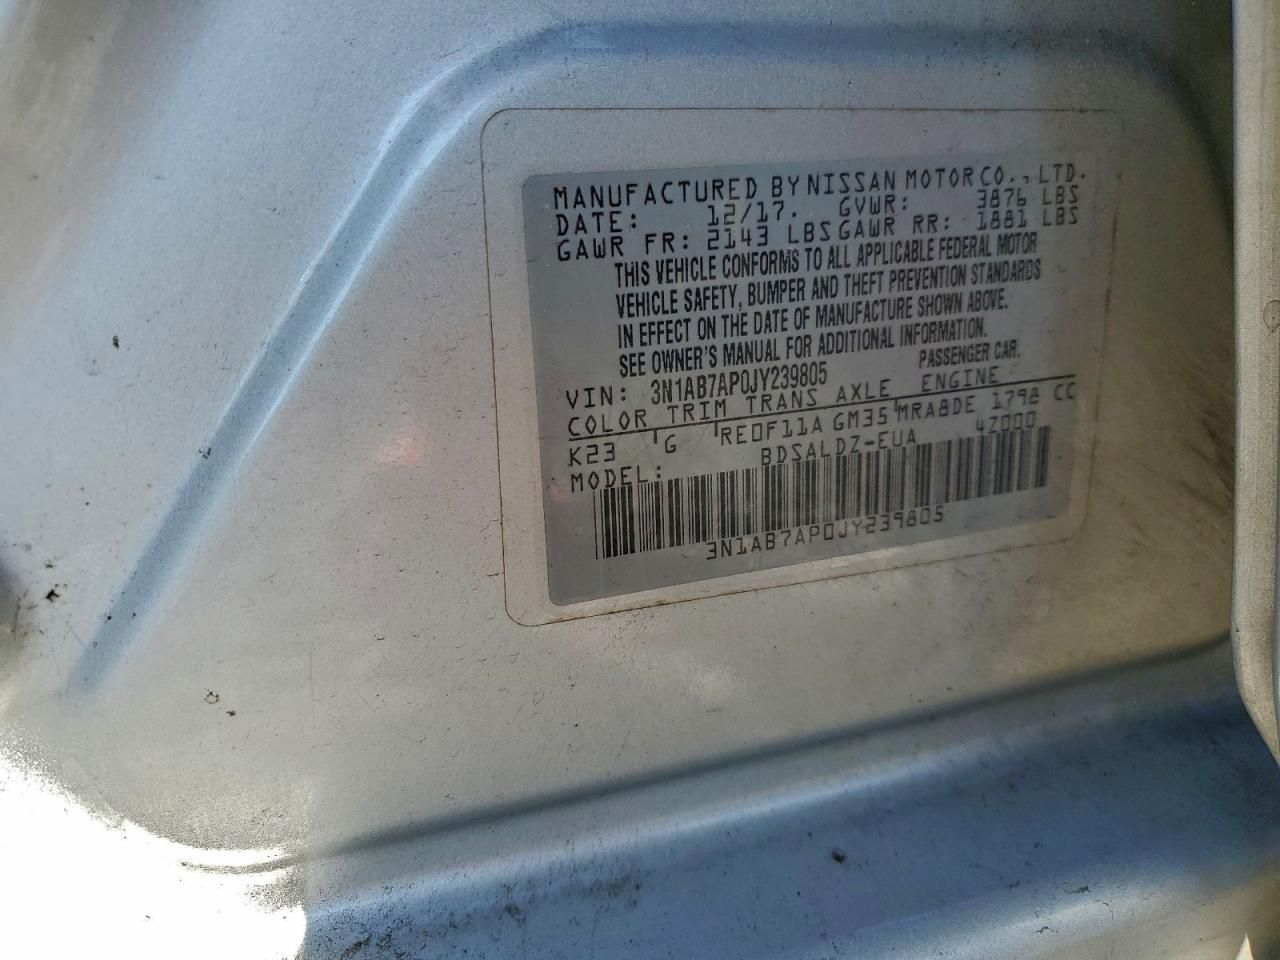 MANUFACTURED BY NISSAN MOTOR CO., LTD.
DATE: 12/17. GVWR: 3876 LBS
GAWR FR: 2143 LBS GAWR RR: 1881 LBS
THIS VEHICLE CONFORMS TO ALL APPLICABLE FEDERAL MOTOR
VEHICLE SAFETY, BUMPER AND THEFT PREVENTION STANDARDS
IN EFFECT ON THE DATE OF MANUFACTURE SHOWN ABOVE.
SEE OWNER'S MANUAL FOR ADDITIONAL INFORMATION.
VIN: 3N1AB7AP0JY239805 PASSENGER CAR.
COLOR TRIM TRANS AXLE ENGINE
K23 G RE0F11A GM35 MRA8DE 1798 CC
MODEL: BDSALDZ-EUA 4Z000
3N1AB7AP0JY239805